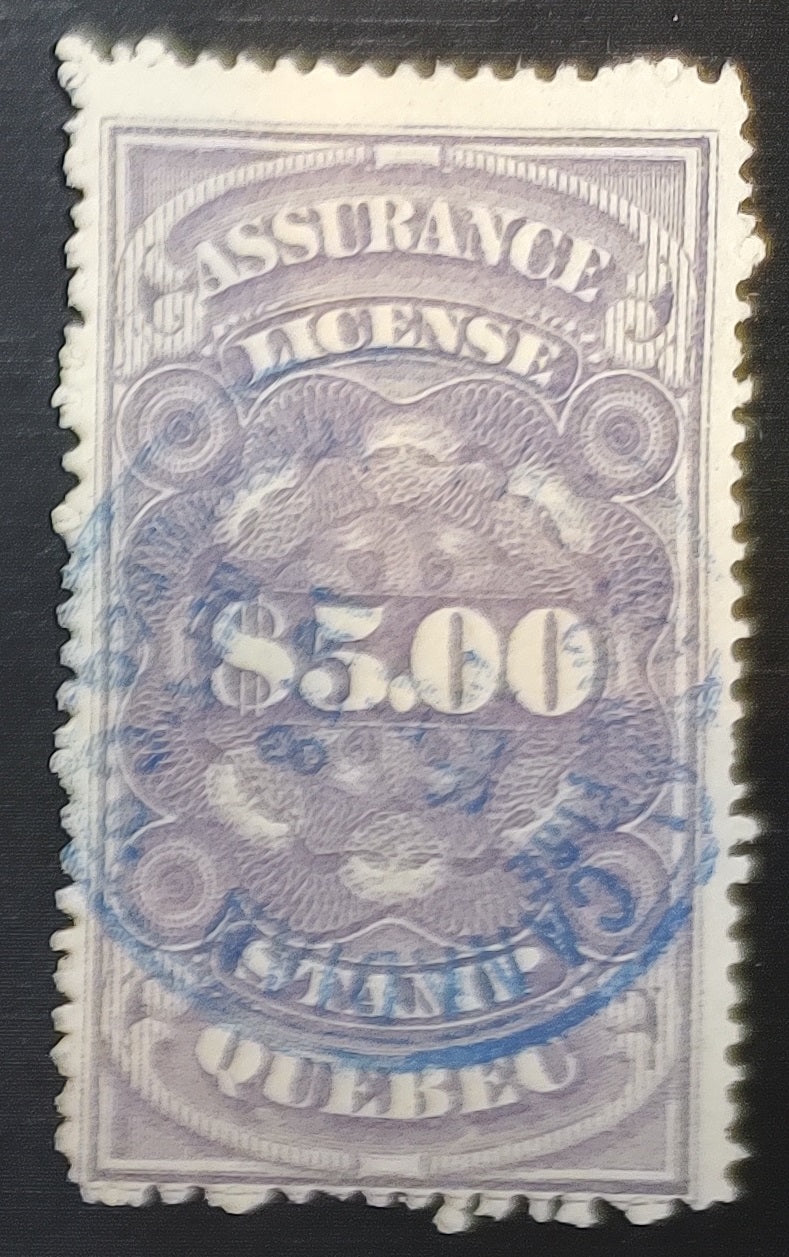 ASSURANCE
LICENSE
$5.00
STAMP
QUEBEC